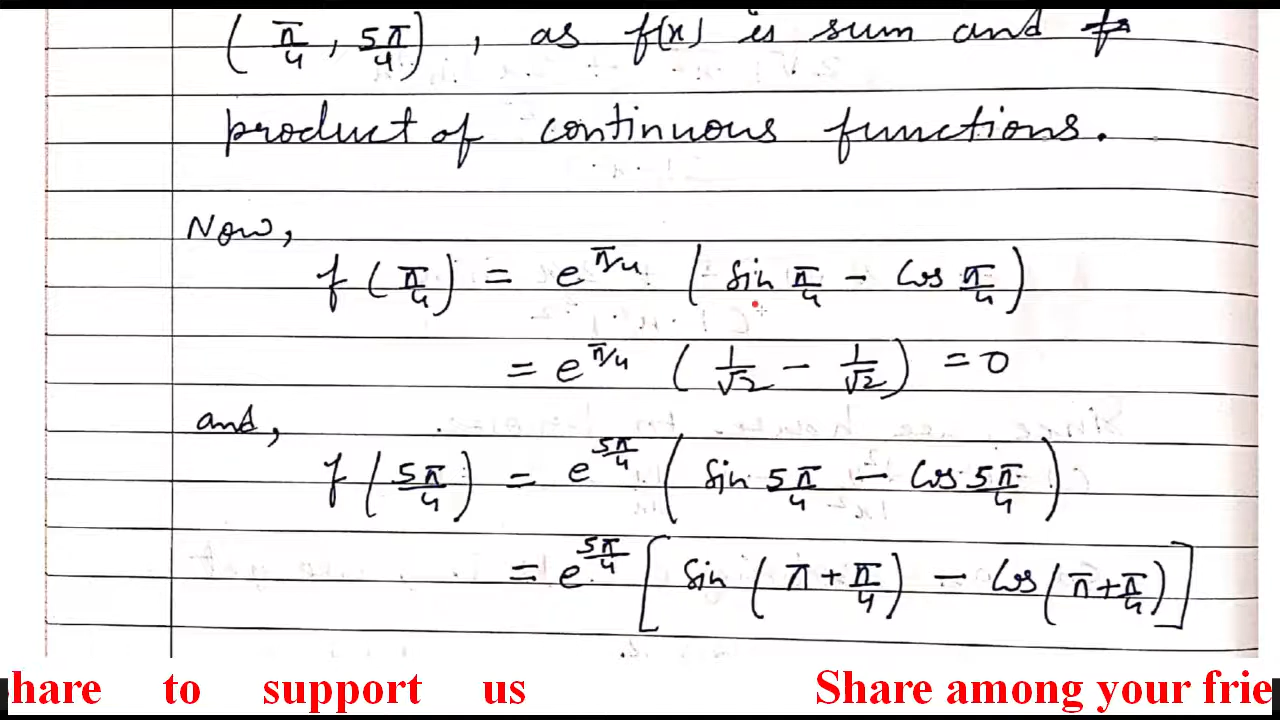 (π/4, 5π/4), as f(x) is sum and
product of continuous functions.
Now,
f(π/4) = e^π/4 (sin π/4 - cos π/4)
= e^π/4 (1/√2 - 1/√2) = 0
and,
f(5π/4) = e^5π/4 (sin 5π/4 - cos 5π/4)
= e^5π/4 [sin (π + π/4) - cos (π + π/4)]
hare to support us Share among your frie